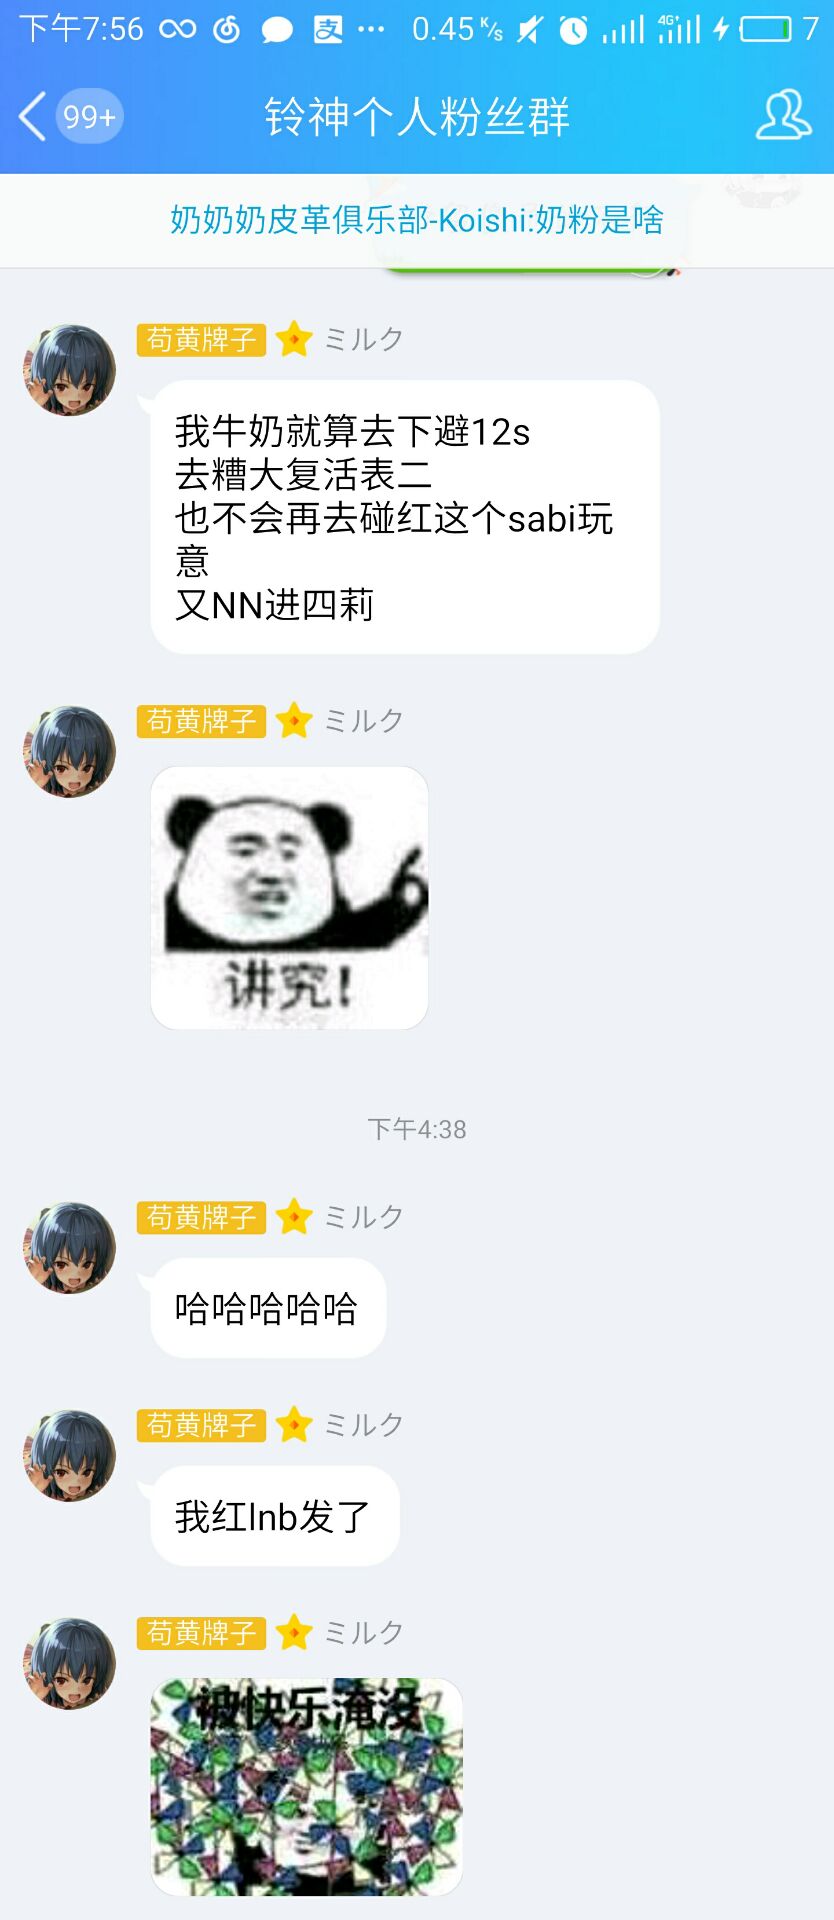 下午7:56 支 ... 0.45 K/s 4G+ 7
99+ 铃神个人粉丝群
奶奶奶皮革俱乐部-Koishi:奶粉是啥
苟黄牌子 ミルク
我牛奶就算去下避12s
去糟大复活表二
也不会再去碰红这个sabi玩
意
又NN进四莉
苟黄牌子 ミルク
讲究!
下午4:38
苟黄牌子 ミルク
哈哈哈哈哈
苟黄牌子 ミルク
我红lnb发了
苟黄牌子 ミルク
被快乐淹没